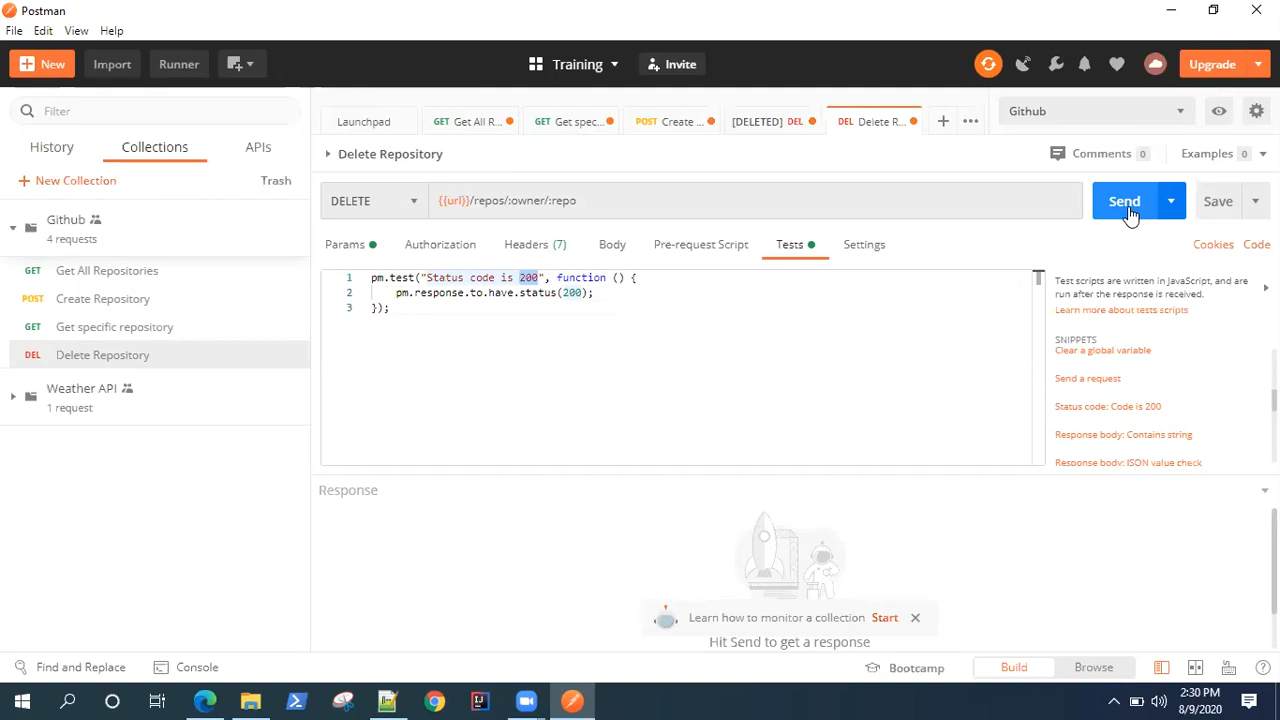 Postman
File Edit View Help
New Import Runner Training Invite Upgrade
Filter
History Collections APIs
New Collection Trash
Github
4 requests
GET Get All Repositories
POST Create Repository
GET Get specific repository
DEL Delete Repository
Weather API
1 request
Launchpad GET Get All R... GET Get spec... POST Create ... [DELETED] DEL DEL Delete R... Github
Delete Repository Comments 0 Examples 0
DELETE {{url}}/repos/:owner/:repo Send Save
Params Authorization Headers (7) Body Pre-request Script Tests Settings Cookies Code
1 pm.test("Status code is 200", function () {
2 pm.response.to.have.status(200);
3 });
Test scripts are written in JavaScript, and are
run after the response is received.
Learn more about tests scripts
SNIPPETS
Clear a global variable
Send a request
Status code: Code is 200
Response body: Contains string
Response body: JSON value check
Response
Learn how to monitor a collection Start
Hit Send to get a response
Find and Replace Console Bootcamp Build Browse
2:30 PM
8/9/2020